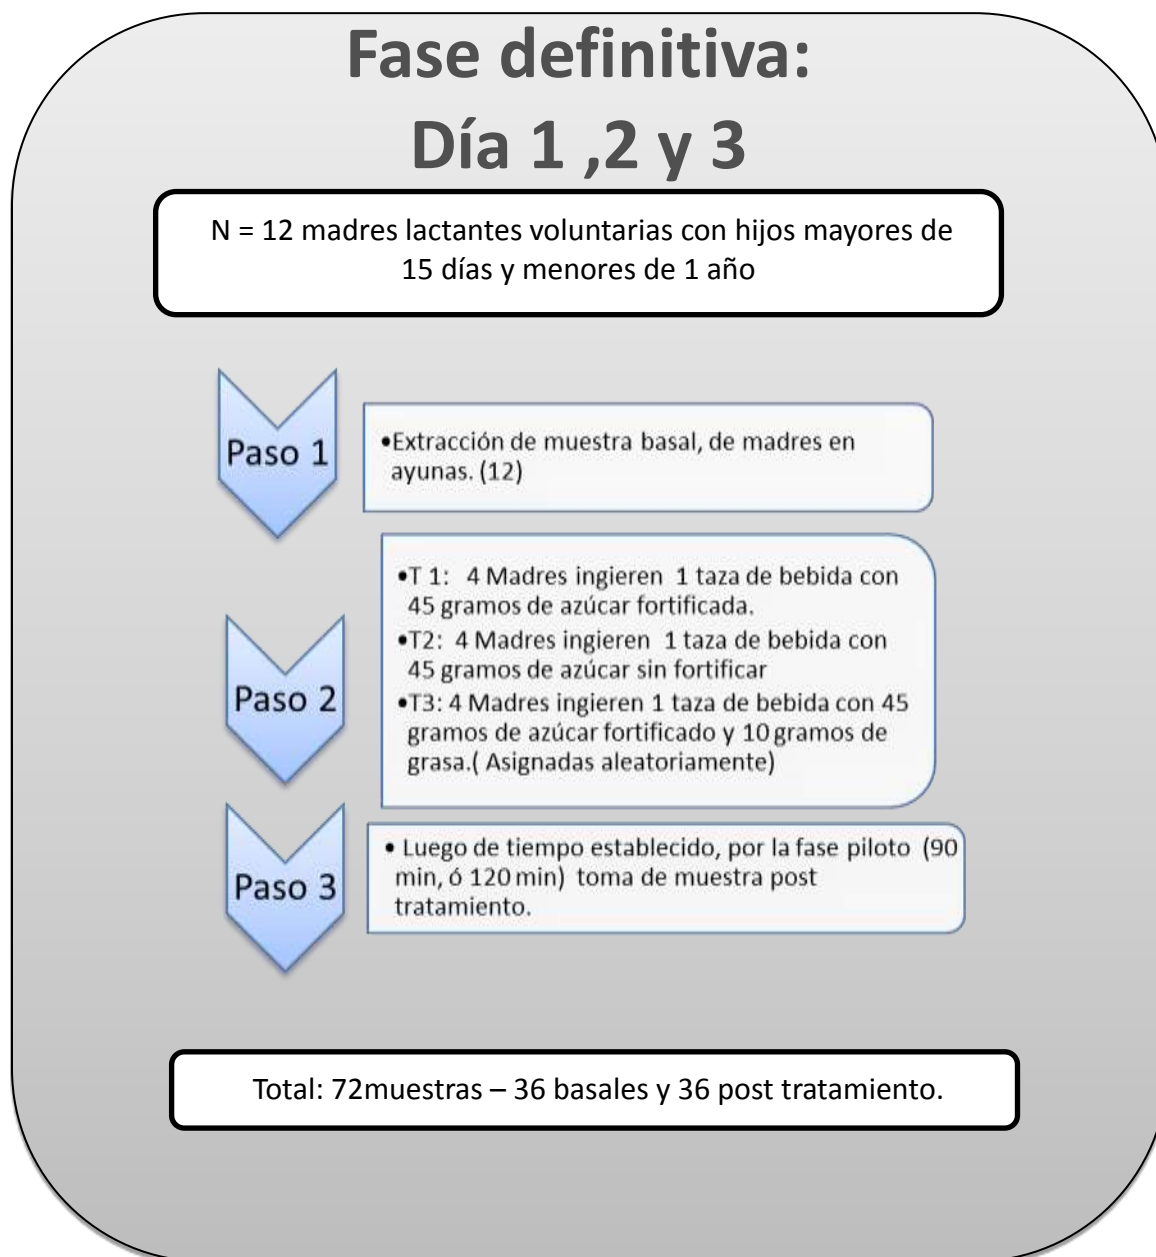 Fase definitiva:
Día 1 ,2 y 3
N = 12 madres lactantes voluntarias con hijos mayores de
15 días y menores de 1 año
Paso 1
•Extracción de muestra basal, de madres en
ayunas. (12)
Paso 2
•T 1: 4 Madres ingieren 1 taza de bebida con
45 gramos de azúcar fortificada.
•T2: 4 Madres ingieren 1 taza de bebida con
45 gramos de azúcar sin fortificar
•T3: 4 Madres ingieren 1 taza de bebida con 45
gramos de azúcar fortificado y 10 gramos de
grasa.( Asignadas aleatoriamente)
Paso 3
• Luego de tiempo establecido, por la fase piloto (90
min, ó 120 min) toma de muestra post
tratamiento.
Total: 72muestras – 36 basales y 36 post tratamiento.